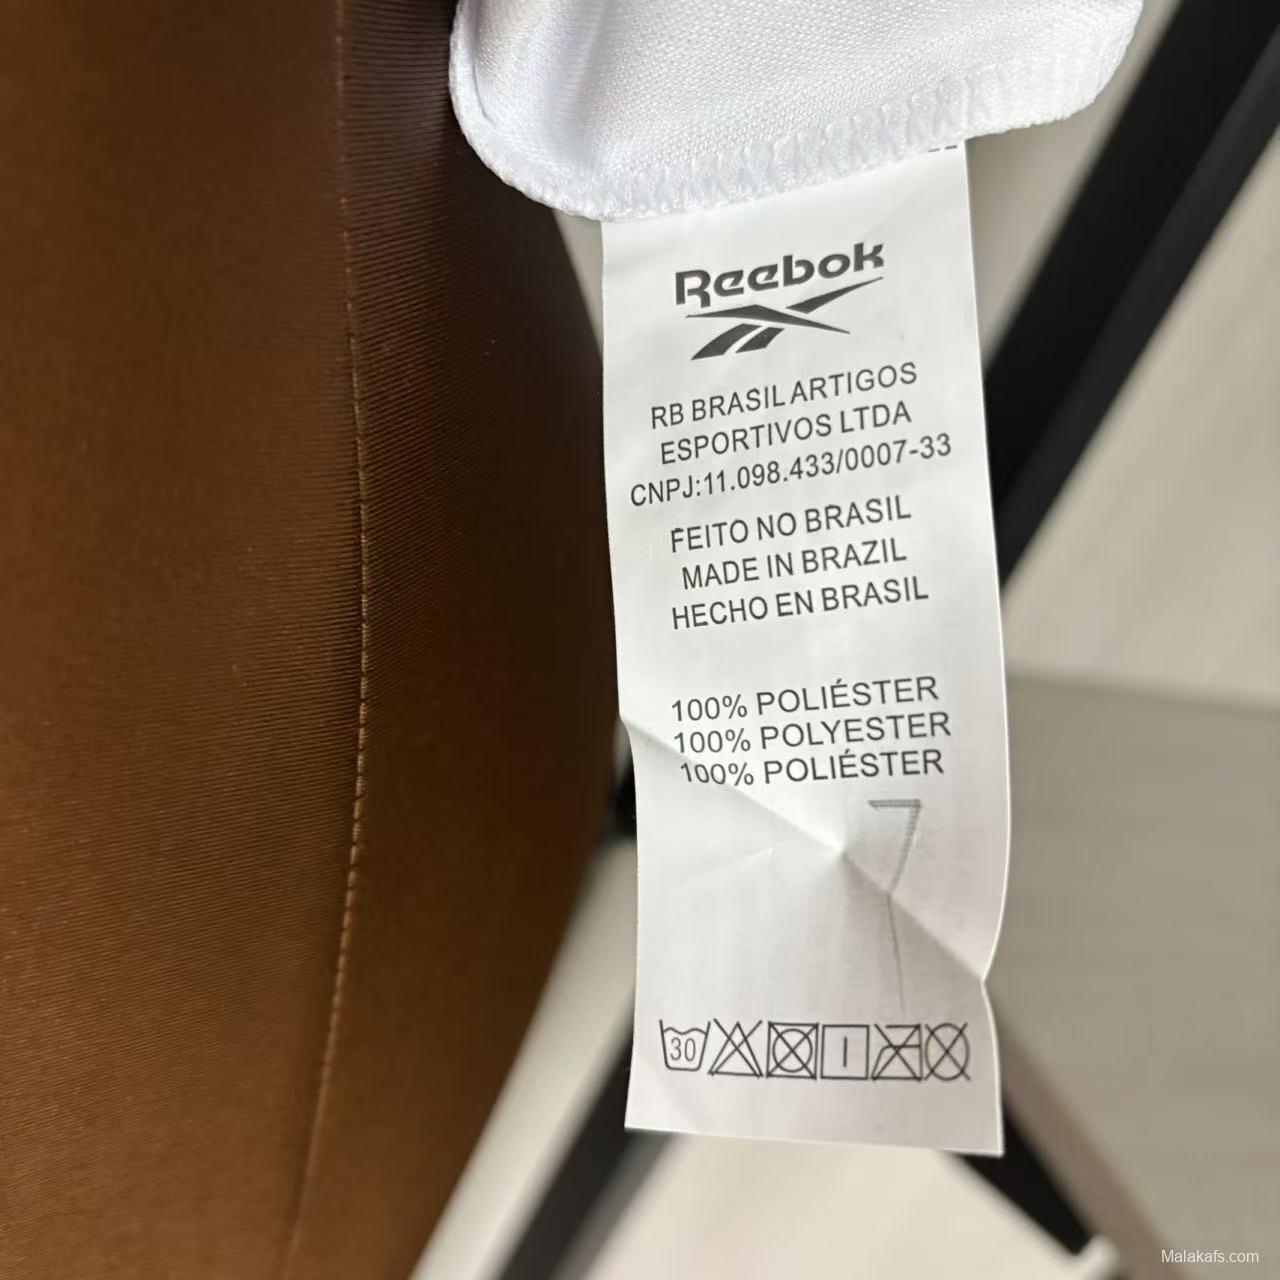 Reebok
RB BRASIL ARTIGOS
ESPORTIVOS LTDA
CNPJ:11.098.433/0007-33
FEITO NO BRASIL
MADE IN BRAZIL
HECHO EN BRASIL
100% POLIÉSTER
100% POLYESTER
100% POLIÉSTER
7
30
Malakafs.com